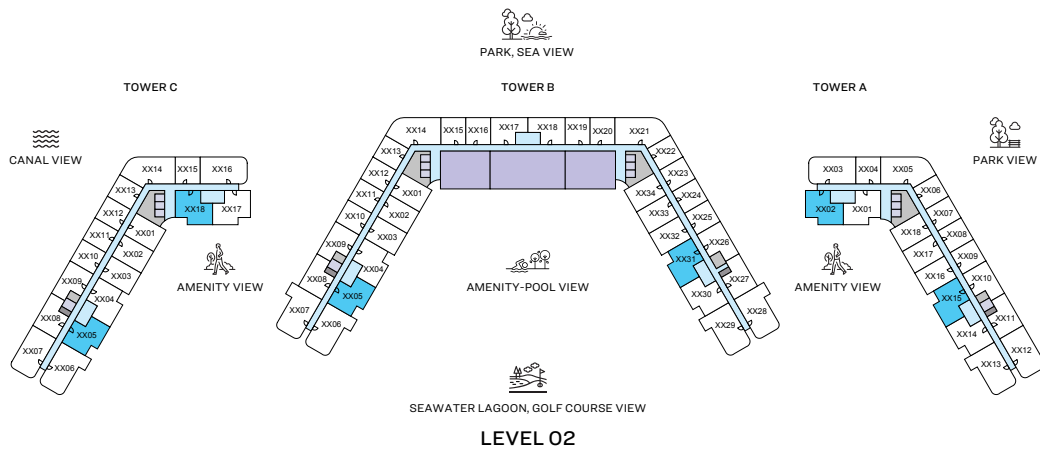 PARK, SEA VIEW
TOWER C
TOWER B
TOWER A
CANAL VIEW
PARK VIEW
XX14
XX15
XX16
XX13
XX12
XX11
XX10
XX09
XX08
XX07
XX06
XX05
XX04
XX03
XX02
XX01
XX18
XX17
XX14
XX15
XX16
XX17
XX18
XX19
XX20
XX21
XX13
XX12
XX11
XX10
XX09
XX08
XX07
XX06
XX05
XX04
XX03
XX02
XX01
XX22
XX23
XX24
XX25
XX26
XX27
XX28
XX29
XX30
XX31
XX32
XX33
XX34
XX03
XX04
XX05
XX02
XX01
XX06
XX07
XX08
XX09
XX10
XX11
XX12
XX13
XX14
XX15
XX16
XX17
XX18
AMENITY VIEW
AMENITY-POOL VIEW
AMENITY VIEW
SEAWATER LAGOON, GOLF COURSE VIEW
LEVEL 02